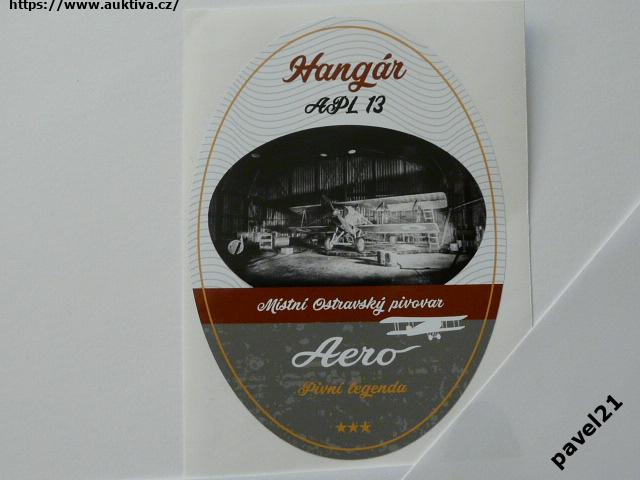 https://www.auktiva.cz/
Hangár
APL 13
Místní Ostravský pivovar
Aero
Pivní legenda
pavel21